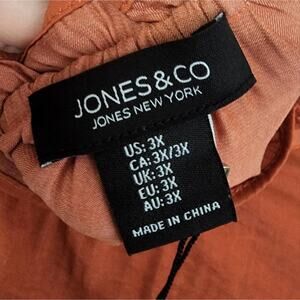 JONES&CO
JONES NEW YORK
US: 3X
CA: 3X/3X
UK: 3X
EU: 3X
AU: 3X
MADE IN CHINA